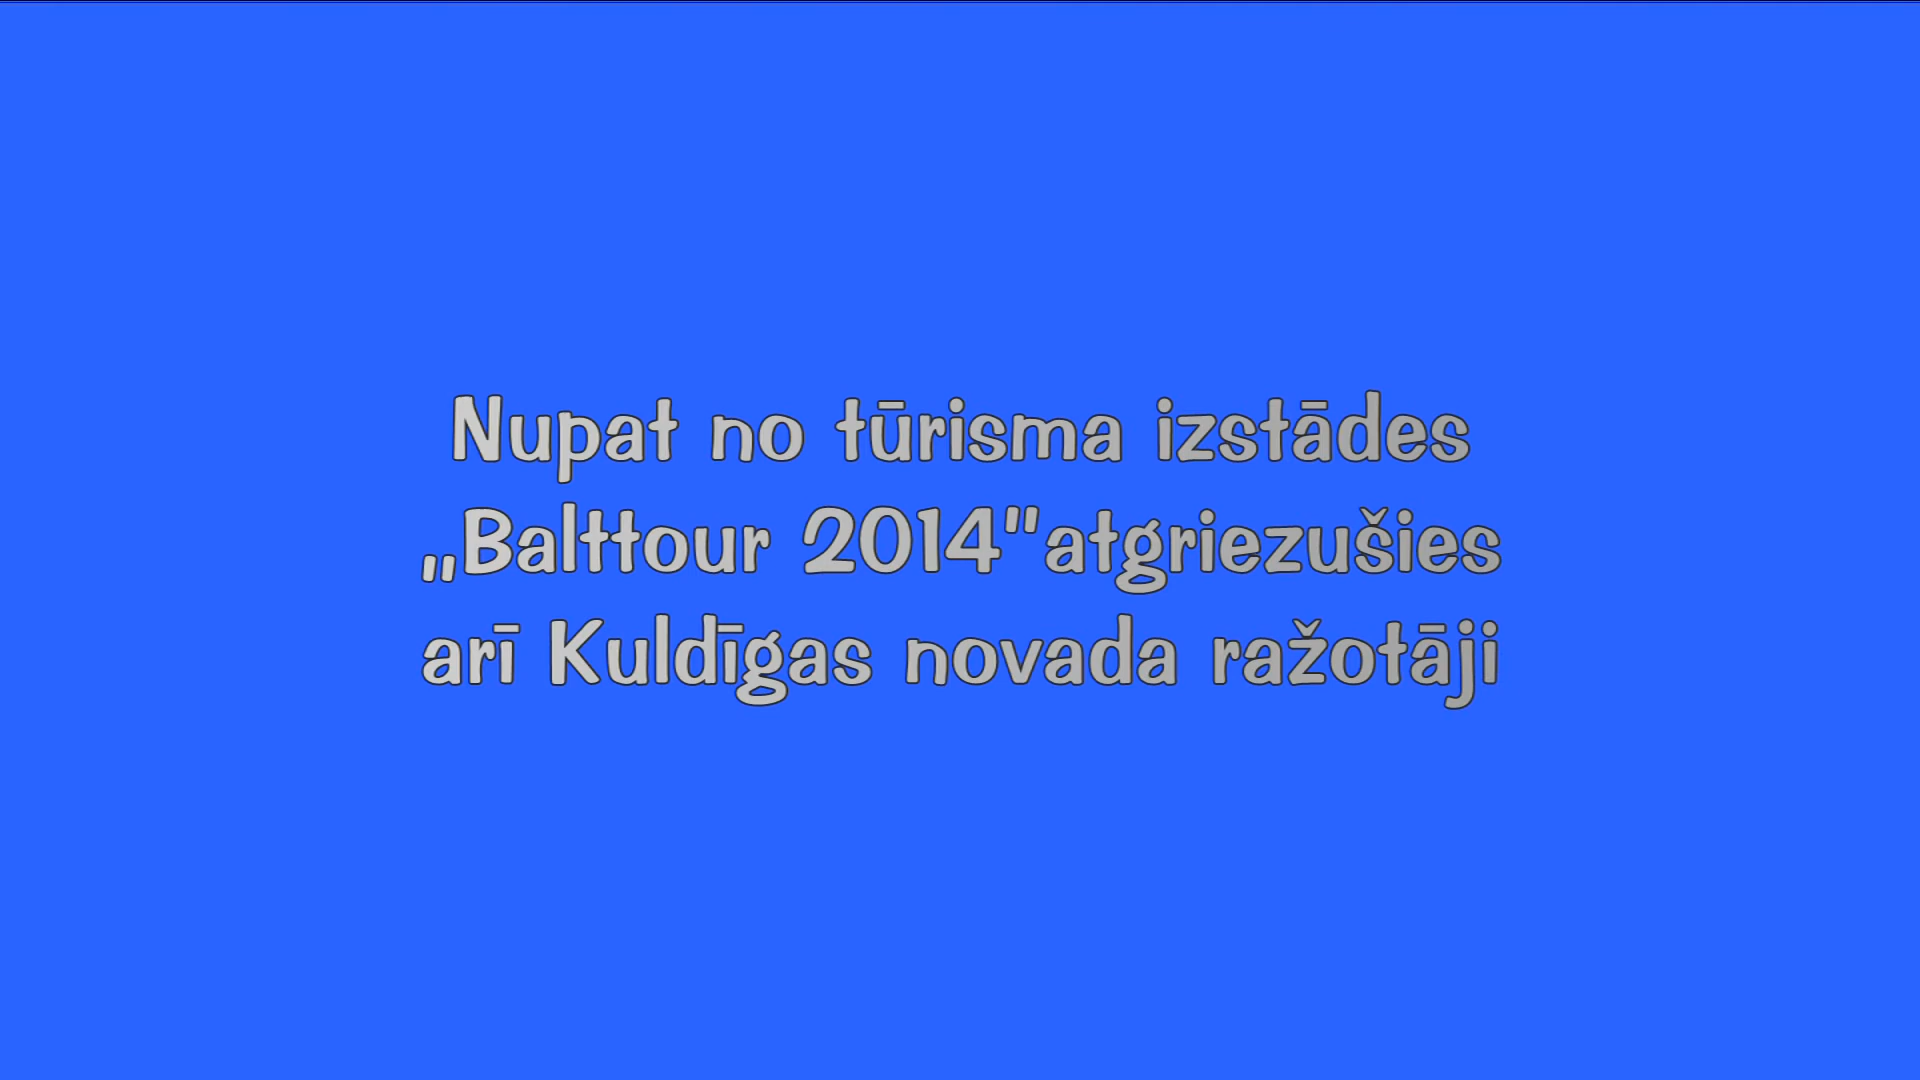 Nupat no tūrisma izstādes
„Balttour 2014"atgriezušies
arī Kuldīgas novada ražotāji